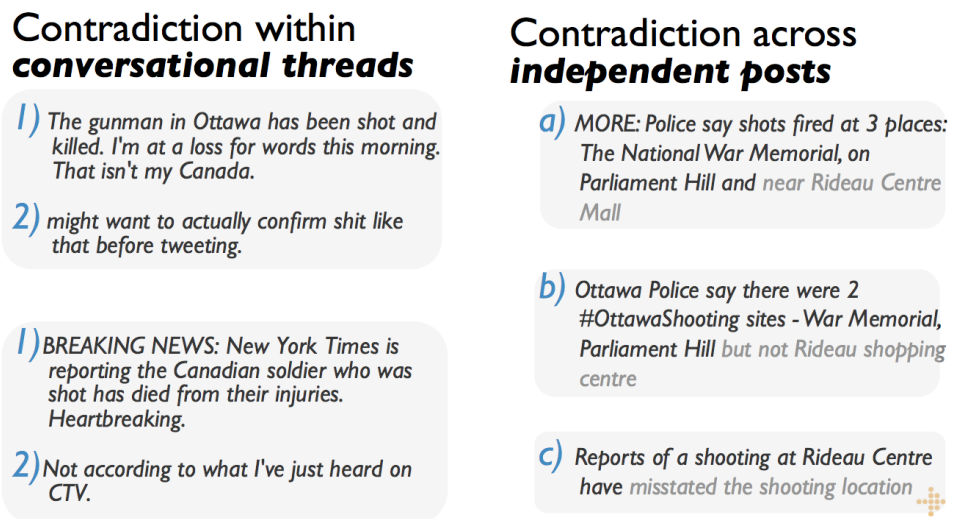 Contradiction within
conversational threads
1) The gunman in Ottawa has been shot and
killed. I'm at a loss for words this morning.
That isn't my Canada.
2) might want to actually confirm shit like
that before tweeting.
1) BREAKING NEWS: New York Times is
reporting the Canadian soldier who was
shot has died from their injuries.
Heartbreaking.
2) Not according to what I've just heard on
CTV.
Contradiction across
independent posts
a) MORE: Police say shots fired at 3 places:
The National War Memorial, on
Parliament Hill and near Rideau Centre
Mall
b) Ottawa Police say there were 2
#OttawaShooting sites - War Memorial,
Parliament Hill but not Rideau shopping
centre
c) Reports of a shooting at Rideau Centre
have misstated the shooting location